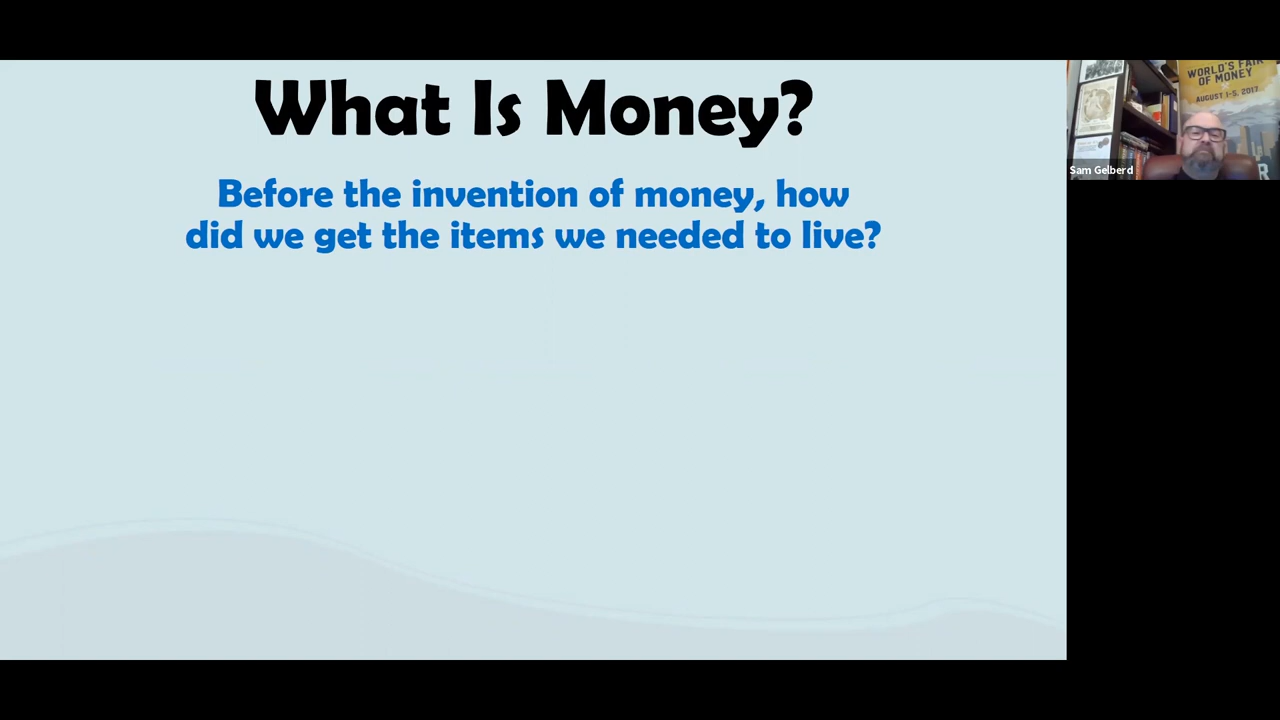 What Is Money?
Before the invention of money, how
did we get the items we needed to live?
WORLD'S FAIR
OF MONEY
AUGUST 1-5, 2017
Sam Gelberd